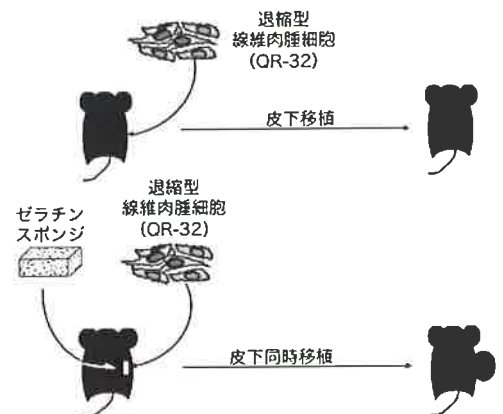 退縮型
線維肉腫細胞
(QR-32)
皮下移植
ゼラチン
スポンジ
退縮型
線維肉腫細胞
(QR-32)
皮下同時移植